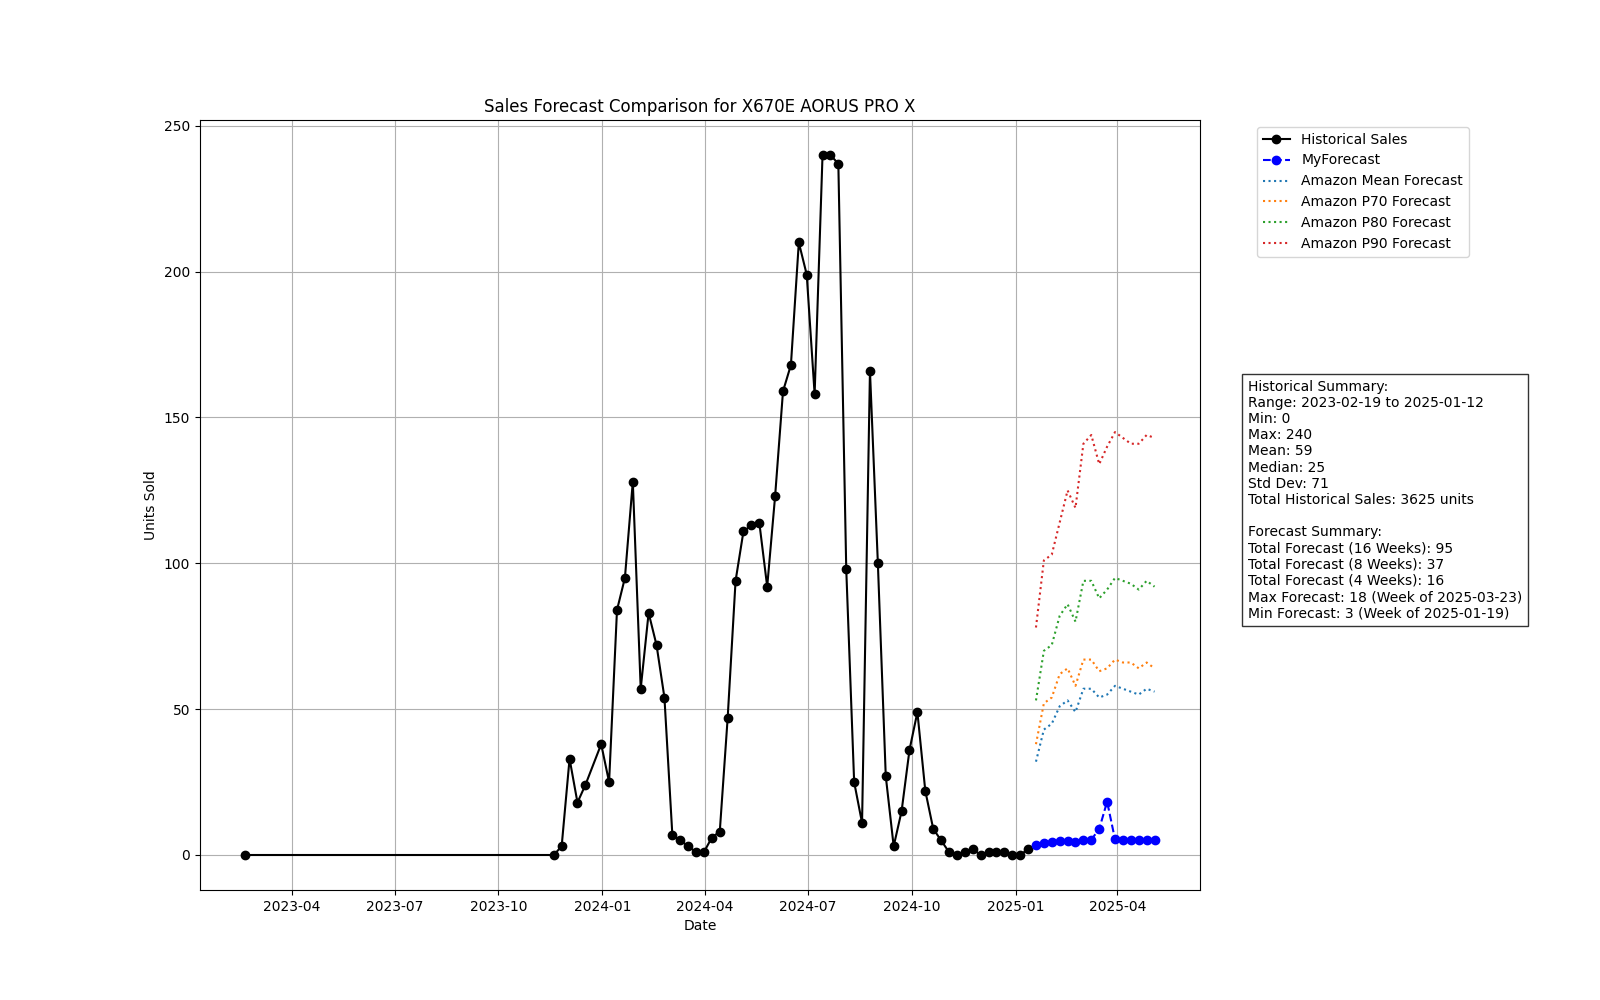 Sales Forecast Comparison for X670E AORUS PRO X
250
200
150
100
50
0
Units Sold
2023-04
2023-07
2023-10
2024-01
2024-04
2024-07
2024-10
2025-01
2025-04
Date
Historical Sales
MyForecast
Amazon Mean Forecast
Amazon P70 Forecast
Amazon P80 Forecast
Amazon P90 Forecast
Historical Summary:
Range: 2023-02-19 to 2025-01-12
Min: 0
Max: 240
Mean: 59
Median: 25
Std Dev: 71
Total Historical Sales: 3625 units
Forecast Summary:
Total Forecast (16 Weeks): 95
Total Forecast (8 Weeks): 37
Total Forecast (4 Weeks): 16
Max Forecast: 18 (Week of 2025-03-23)
Min Forecast: 3 (Week of 2025-01-19)